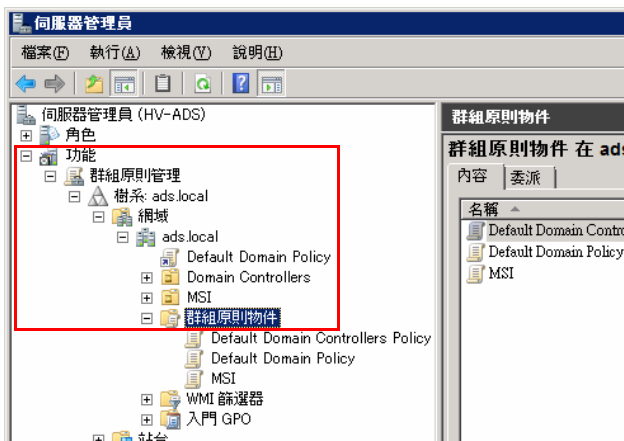 伺服器管理員
檔案(F) 執行(A) 檢視(V) 說明(H)
伺服器管理員 (HV-ADS)
角色
功能
群組原則管理
樹系: ads.local
網域
ads.local
Default Domain Policy
Domain Controllers
MSI
群組原則物件
Default Domain Controllers Policy
Default Domain Policy
MSI
WMI 篩選器
入門 GPO
站台
群組原則物件
群組原則物件 在 ads
內容 委派
名稱
Default Domain Contro
Default Domain Policy
MSI